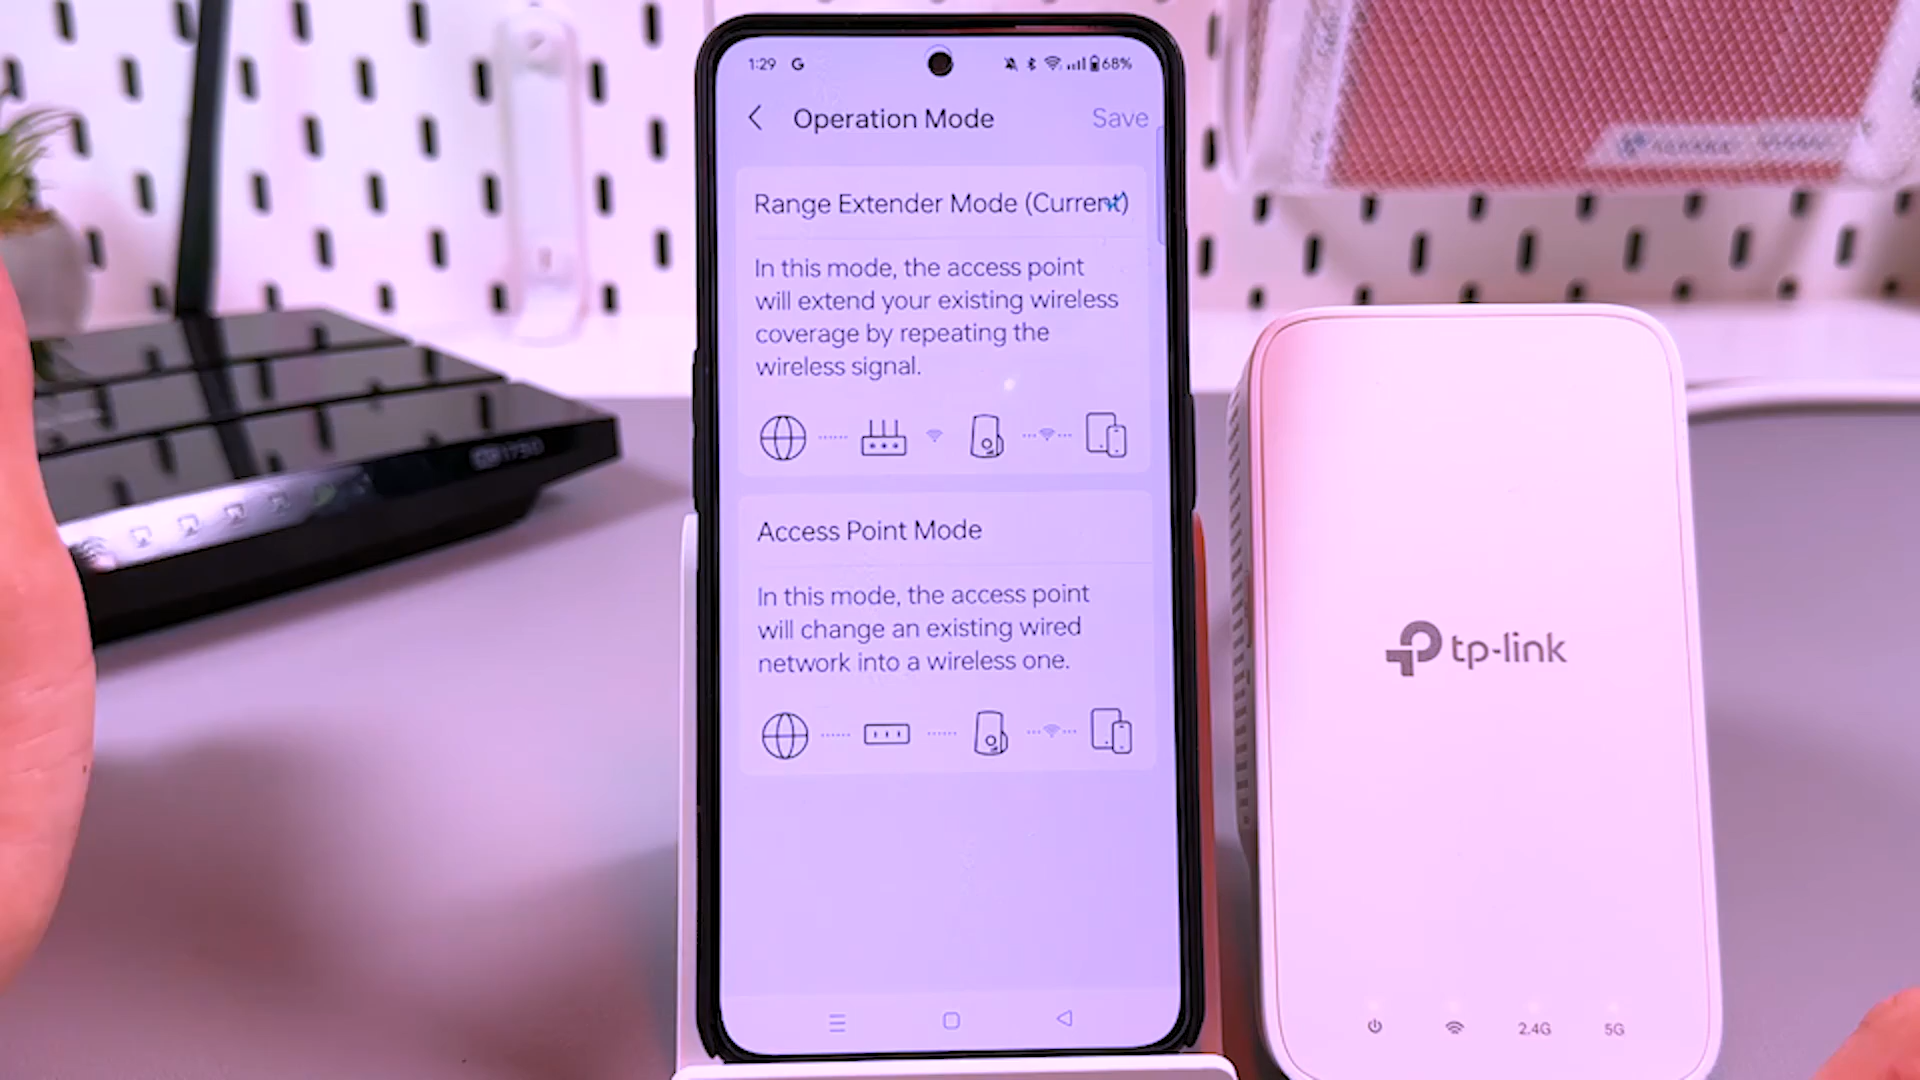 1:29 G
68%
Operation Mode
Save
Range Extender Mode (Current)
In this mode, the access point
will extend your existing wireless
coverage by repeating the
wireless signal.
Access Point Mode
In this mode, the access point
will change an existing wired
network into a wireless one.
tp-link
2.4G
5G